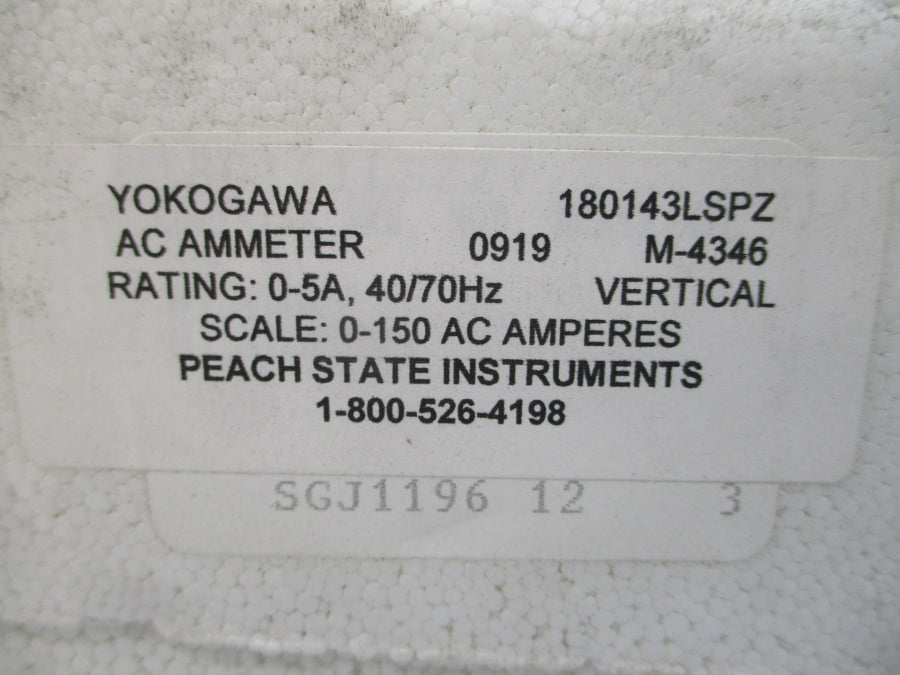 YOKOGAWA 180143LSPZ
AC AMMETER 0919 M-4346
RATING: 0-5A, 40/70Hz VERTICAL
SCALE: 0-150 AC AMPERES
PEACH STATE INSTRUMENTS
1-800-526-4198
SGJ1196 12 3